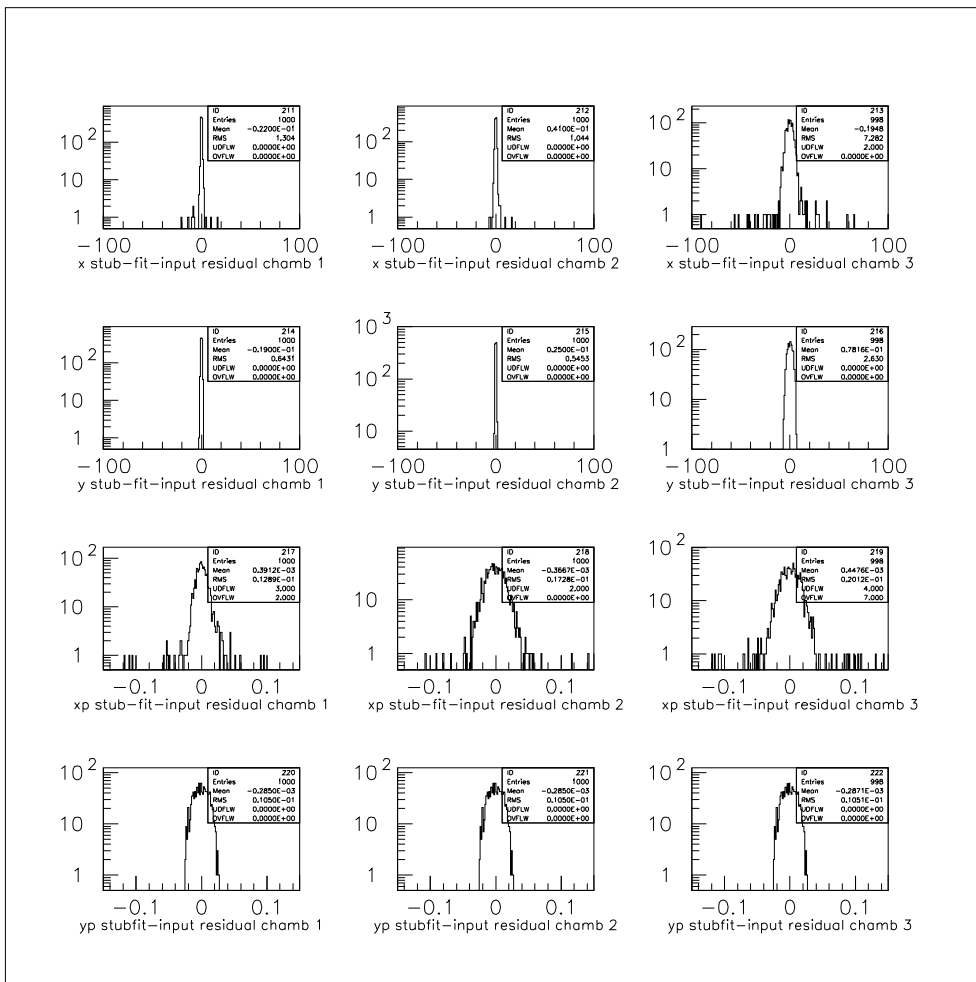 ID 211
Entries 1000
Mean -0.2200E-01
RMS 1.304
UDFLW 0.0000E+00
OVFLW 0.0000E+00
10 2
10
1
-100 0 100
x stub-fit-input residual chamb 1
ID 212
Entries 1000
Mean 0.4100E-01
RMS 1.044
UDFLW 0.0000E+00
OVFLW 0.0000E+00
10 2
10
1
-100 0 100
x stub-fit-input residual chamb 2
ID 213
Entries 998
Mean -0.1948
RMS 7.282
UDFLW 2.000
OVFLW 0.0000E+00
10 2
10
1
-100 0 100
x stub-fit-input residual chamb 3
ID 214
Entries 1000
Mean -0.1900E-01
RMS 0.6431
UDFLW 0.0000E+00
OVFLW 0.0000E+00
10 2
10
1
-100 0 100
y stub-fit-input residual chamb 1
ID 215
Entries 1000
Mean 0.2500E-01
RMS 0.5453
UDFLW 0.0000E+00
OVFLW 0.0000E+00
10 3
10 2
10
-100 0 100
y stub-fit-input residual chamb 2
ID 216
Entries 998
Mean 0.7816E-01
RMS 2.630
UDFLW 0.0000E+00
OVFLW 0.0000E+00
10 2
10
1
-100 0 100
y stub-fit-input residual chamb 3
ID 217
Entries 1000
Mean 0.3912E-03
RMS 0.1289E-01
UDFLW 3.000
OVFLW 2.000
10 2
10
1
-0.1 0 0.1
xp stub-fit-input residual chamb 1
ID 218
Entries 1000
Mean -0.3667E-03
RMS 0.1728E-01
UDFLW 2.000
OVFLW 0.0000E+00
10 2
10
1
-0.1 0 0.1
xp stub-fit-input residual chamb 2
ID 219
Entries 998
Mean 0.4476E-03
RMS 0.2012E-01
UDFLW 4.000
OVFLW 7.000
10 2
10
1
-0.1 0 0.1
xp stub-fit-input residual chamb 3
ID 220
Entries 1000
Mean -0.2850E-03
RMS 0.1050E-01
UDFLW 0.0000E+00
OVFLW 0.0000E+00
10 2
10
1
-0.1 0 0.1
yp stubfit-input residual chamb 1
ID 221
Entries 1000
Mean -0.2850E-03
RMS 0.1050E-01
UDFLW 0.0000E+00
OVFLW 0.0000E+00
10 2
10
1
-0.1 0 0.1
yp stubfit-input residual chamb 2
ID 222
Entries 998
Mean -0.2871E-03
RMS 0.1051E-01
UDFLW 0.0000E+00
OVFLW 0.0000E+00
10 2
10
1
-0.1 0 0.1
yp stubfit-input residual chamb 3